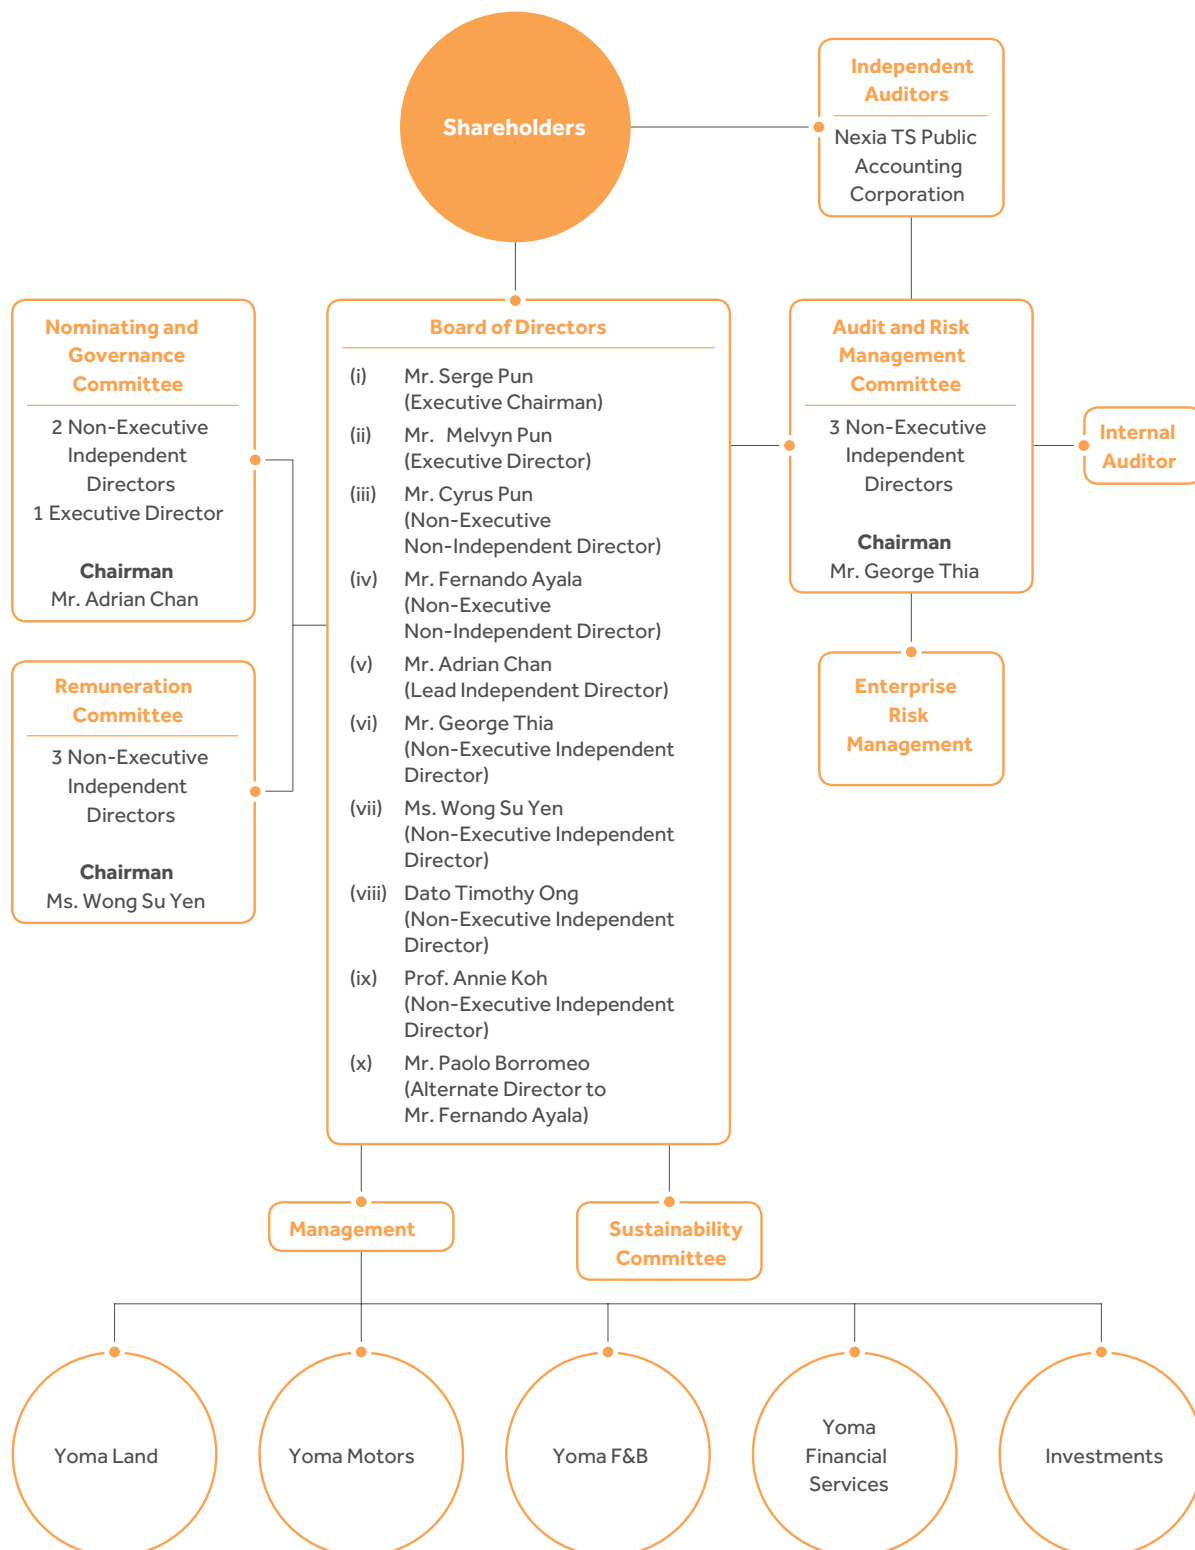 Shareholders
Independent
Auditors
Nexia TS Public
Accounting
Corporation
Nominating and
Governance
Committee
2 Non-Executive
Independent
Directors
1 Executive Director
Chairman
Mr. Adrian Chan
Remuneration
Committee
3 Non-Executive
Independent
Directors
Chairman
Ms. Wong Su Yen
Board of Directors
(i) Mr. Serge Pun
(Executive Chairman)
(ii) Mr. Melvyn Pun
(Executive Director)
(iii) Mr. Cyrus Pun
(Non-Executive
Non-Independent Director)
(iv) Mr. Fernando Ayala
(Non-Executive
Non-Independent Director)
(v) Mr. Adrian Chan
(Lead Independent Director)
(vi) Mr. George Thia
(Non-Executive Independent
Director)
(vii) Ms. Wong Su Yen
(Non-Executive Independent
Director)
(viii) Dato Timothy Ong
(Non-Executive Independent
Director)
(ix) Prof. Annie Koh
(Non-Executive Independent
Director)
(x) Mr. Paolo Borromeo
(Alternate Director to
Mr. Fernando Ayala)
Audit and Risk
Management
Committee
3 Non-Executive
Independent
Directors
Chairman
Mr. George Thia
Internal
Auditor
Enterprise
Risk
Management
Management
Sustainability
Committee
Yoma Land
Yoma Motors
Yoma F&B
Yoma
Financial
Services
Investments